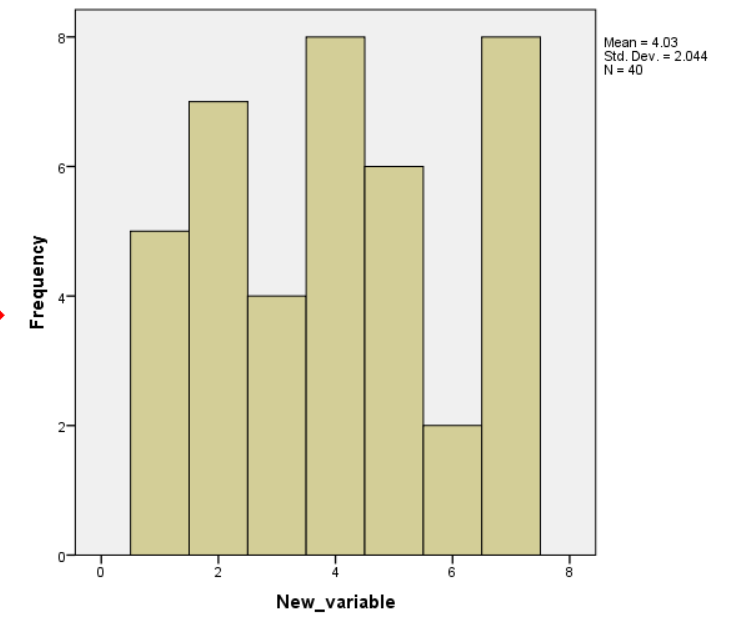 Mean = 4.03
Std. Dev. = 2.044
N = 40
8
6
4
2
0
Frequency
0 2 4 6 8
New_variable